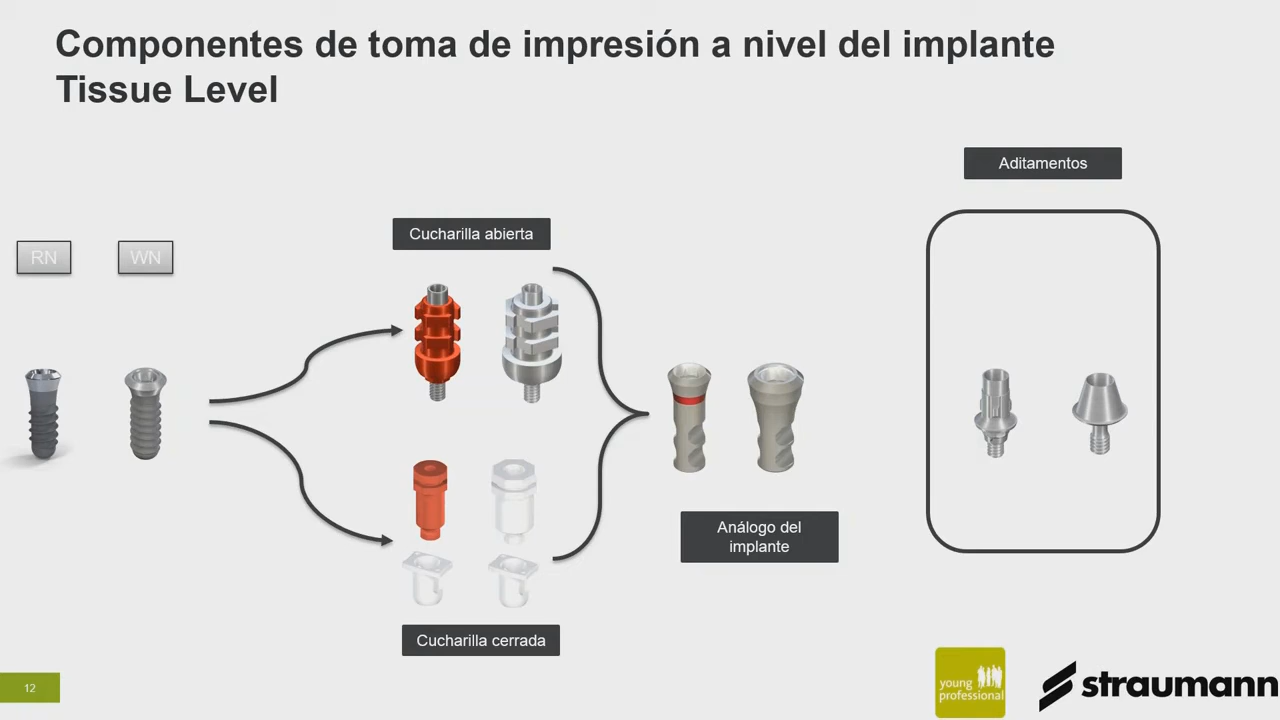 Componentes de toma de impresión a nivel del implante
Tissue Level
Aditamentos
Cucharilla abierta
RN
WN
Análogo del
implante
Cucharilla cerrada
12
young
professional
straumann